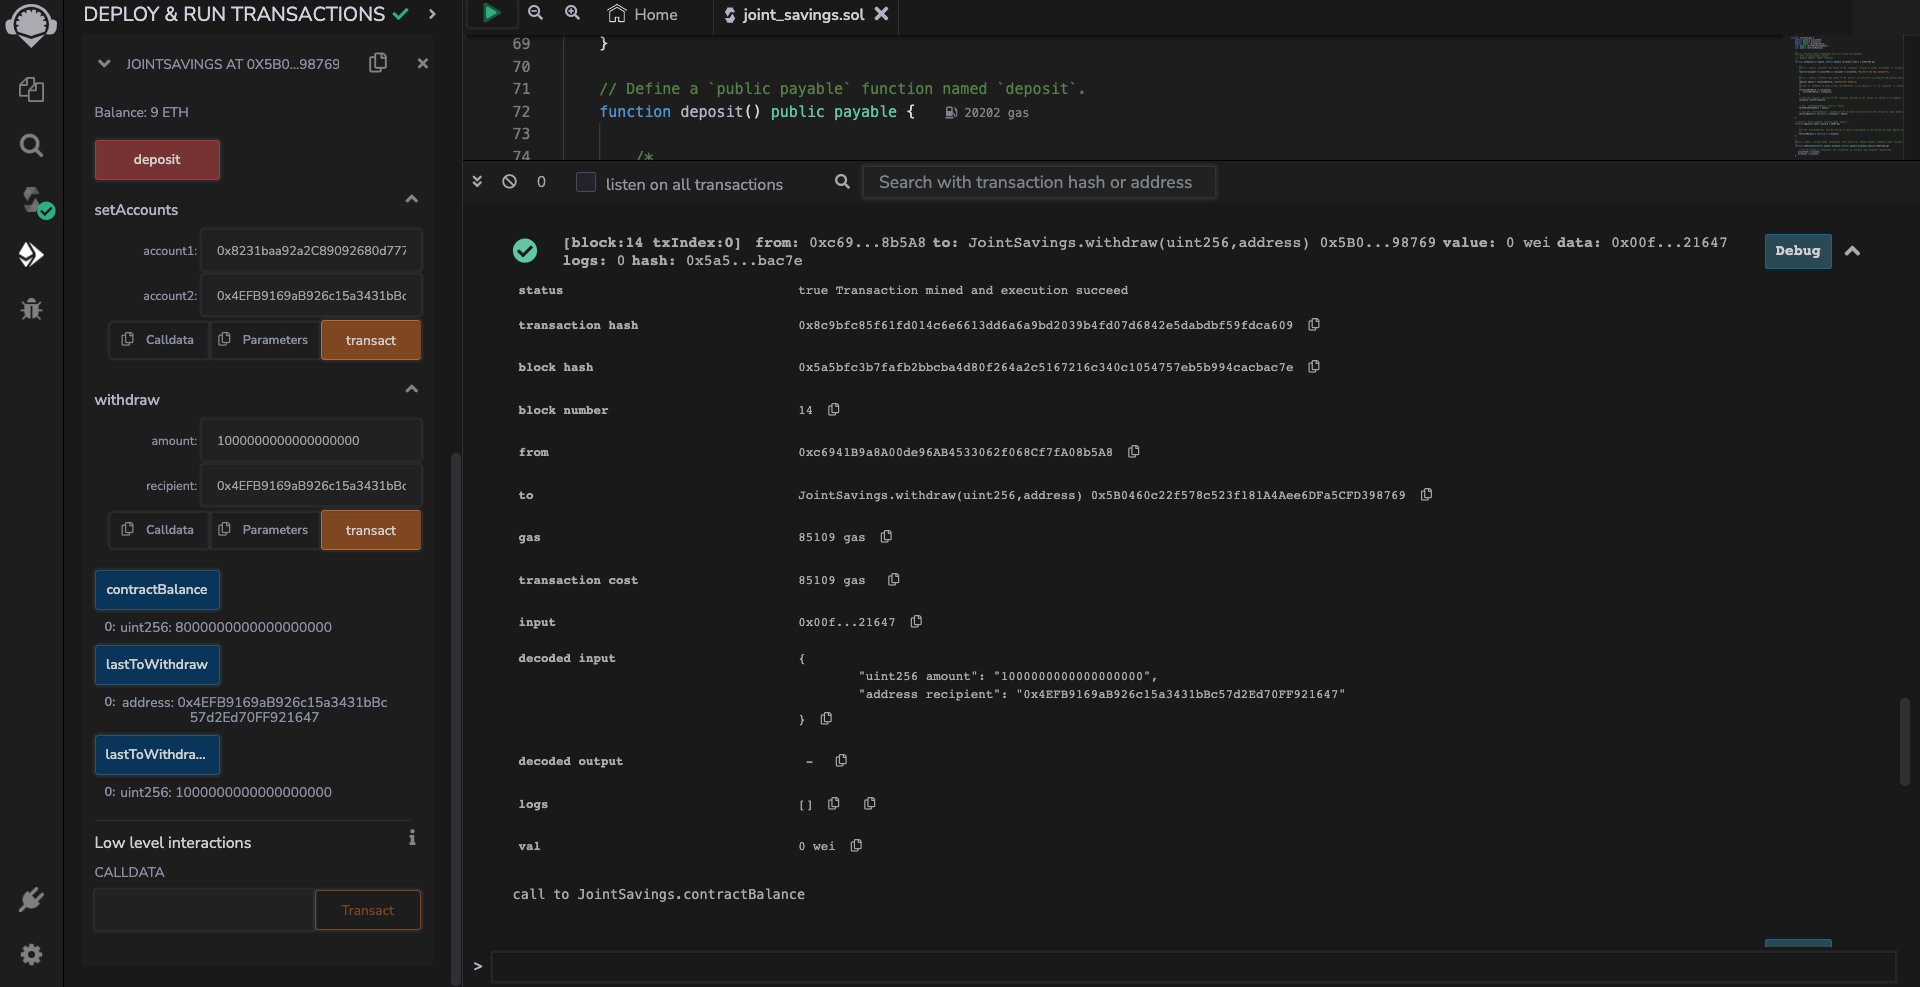 DEPLOY & RUN TRANSACTIONS
JOINTSAVINGS AT 0X5B0...98769
Balance: 9 ETH
deposit
setAccounts
account1: 0x8231baa92a2C89092680d777
account2: 0x4EFB9169aB926c15a3431bBc
Calldata Parameters transact
withdraw
amount: 1000000000000000000
recipient: 0x4EFB9169aB926c15a3431bBc
Calldata Parameters transact
contractBalance
0: uint256: 8000000000000000000
lastToWithdraw
0: address: 0x4EFB9169aB926c15a3431bBc
57d2Ed70FF921647
lastToWithdra...
0: uint256: 1000000000000000000
Low level interactions
i
CALLDATA
Transact
Home joint_savings.sol
69 }
70
71 // Define a `public payable` function named `deposit`.
72 function deposit() public payable { 20202 gas
73
74 /*
0 listen on all transactions Search with transaction hash or address
[block:14 txIndex:0] from: 0xc69...8b5A8 to: JointSavings.withdraw(uint256,address) 0x5B0...98769 value: 0 wei data: 0x00f...21647
logs: 0 hash: 0x5a5...bac7e
Debug
status true Transaction mined and execution succeed
transaction hash 0x8c9bfc85f61fd014c6e6613dd6a6a9bd2039b4fd07d6842e5dabdbf59fdca609
block hash 0x5a5bfc3b7fafb2bbcba4d80f264a2c5167216c340c1054757eb5b994cacbac7e
block number 14
from 0xc6941B9a8A00de96AB4533062f068Cf7fA08b5A8
to JointSavings.withdraw(uint256,address) 0x5B0460c22f578c523f181A4Aee6DFa5CFD398769
gas 85109 gas
transaction cost 85109 gas
input 0x00f...21647
decoded input {
"uint256 amount": "1000000000000000000",
"address recipient": "0x4EFB9169aB926c15a3431bBc57d2Ed70FF921647"
}
decoded output -
logs []
val 0 wei
call to JointSavings.contractBalance
>